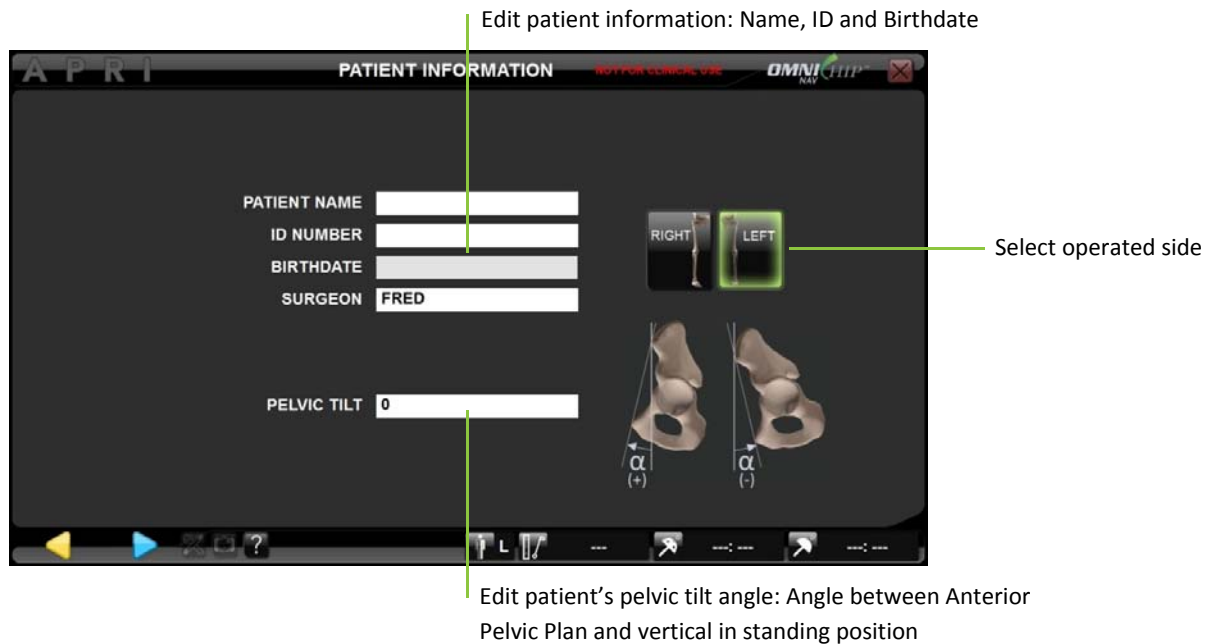 Edit patient information: Name, ID and Birthdate
A P R I PATIENT INFORMATION NOT FOR CLINICAL USE OMNI NAV HIP™
PATIENT NAME
ID NUMBER
BIRTHDATE
SURGEON FRED
RIGHT LEFT
Select operated side
PELVIC TILT 0
α α
(+) (-)
? L --- ---: --- ---: ---
Edit patient’s pelvic tilt angle: Angle between Anterior
Pelvic Plan and vertical in standing position